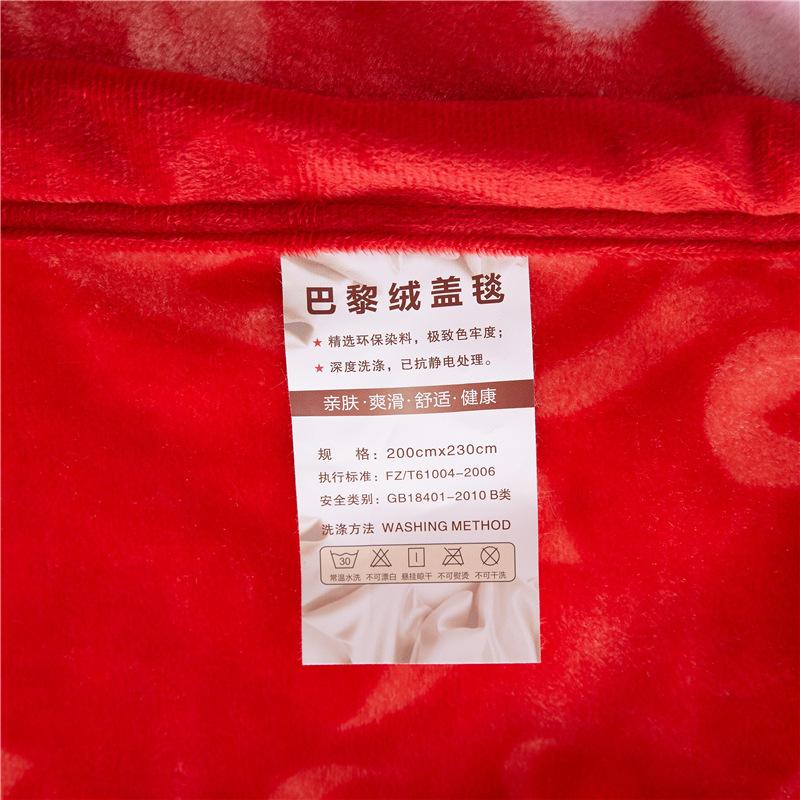 巴黎绒盖毯
★ 精选环保染料，极致色牢度；
★ 深度洗涤，已抗静电处理。
亲肤·爽滑·舒适·健康
规 格：200cmx230cm
执行标准：FZ/T61004-2006
安全类别：GB18401-2010 B类
洗涤方法 WASHING METHOD
30
常温水洗 不可漂白 悬挂晾干 不可熨烫 不可干洗